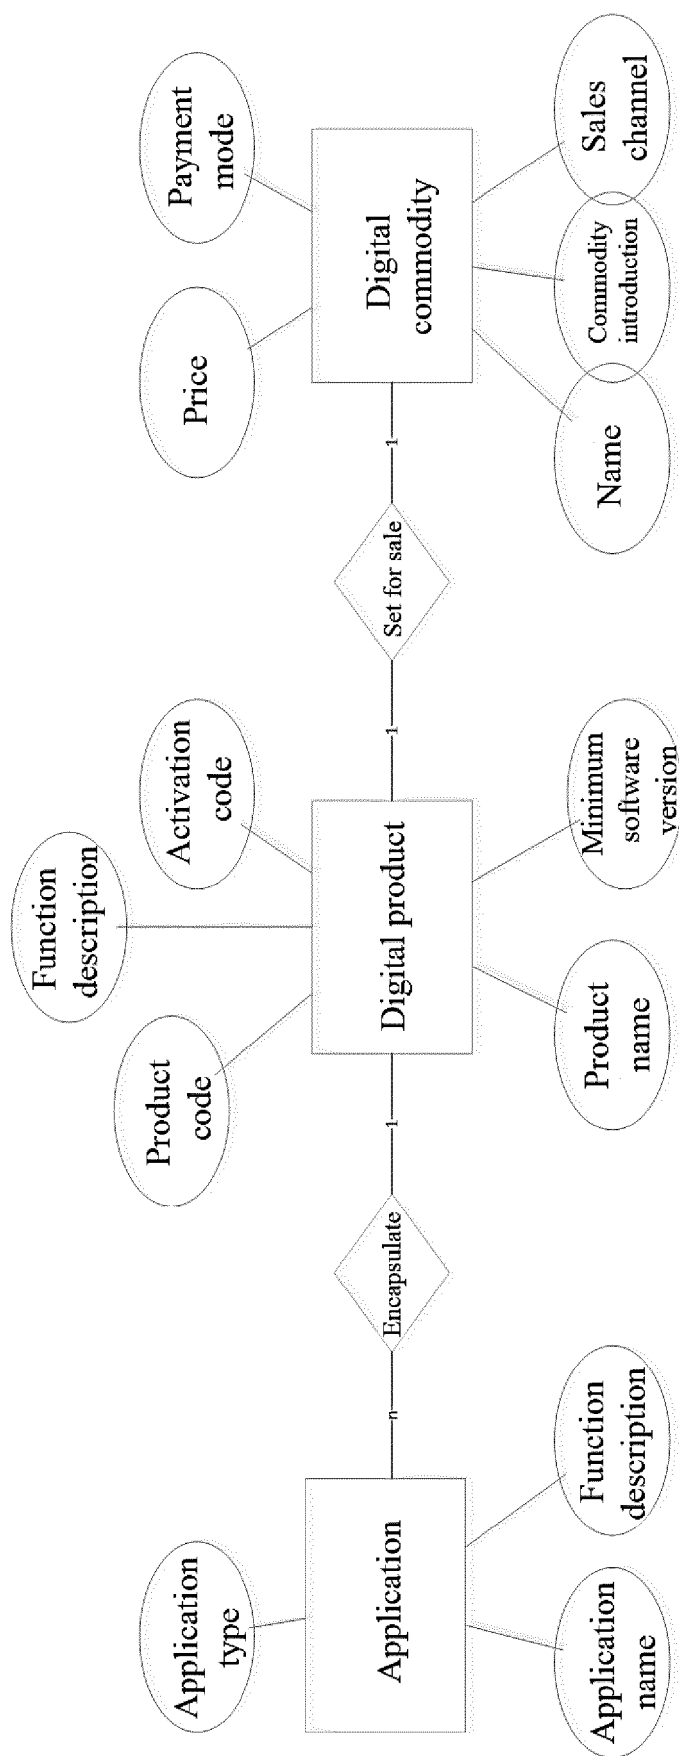 Application
type
Application
Application
name
Function
description
n
Encapsulate
1
Product
code
Function
description
Activation
code
Digital product
Product
name
Minimum
software
version
1
Set for sale
1
Price
Payment
mode
Digital
commodity
Name
Commodity
introduction
Sales
channel